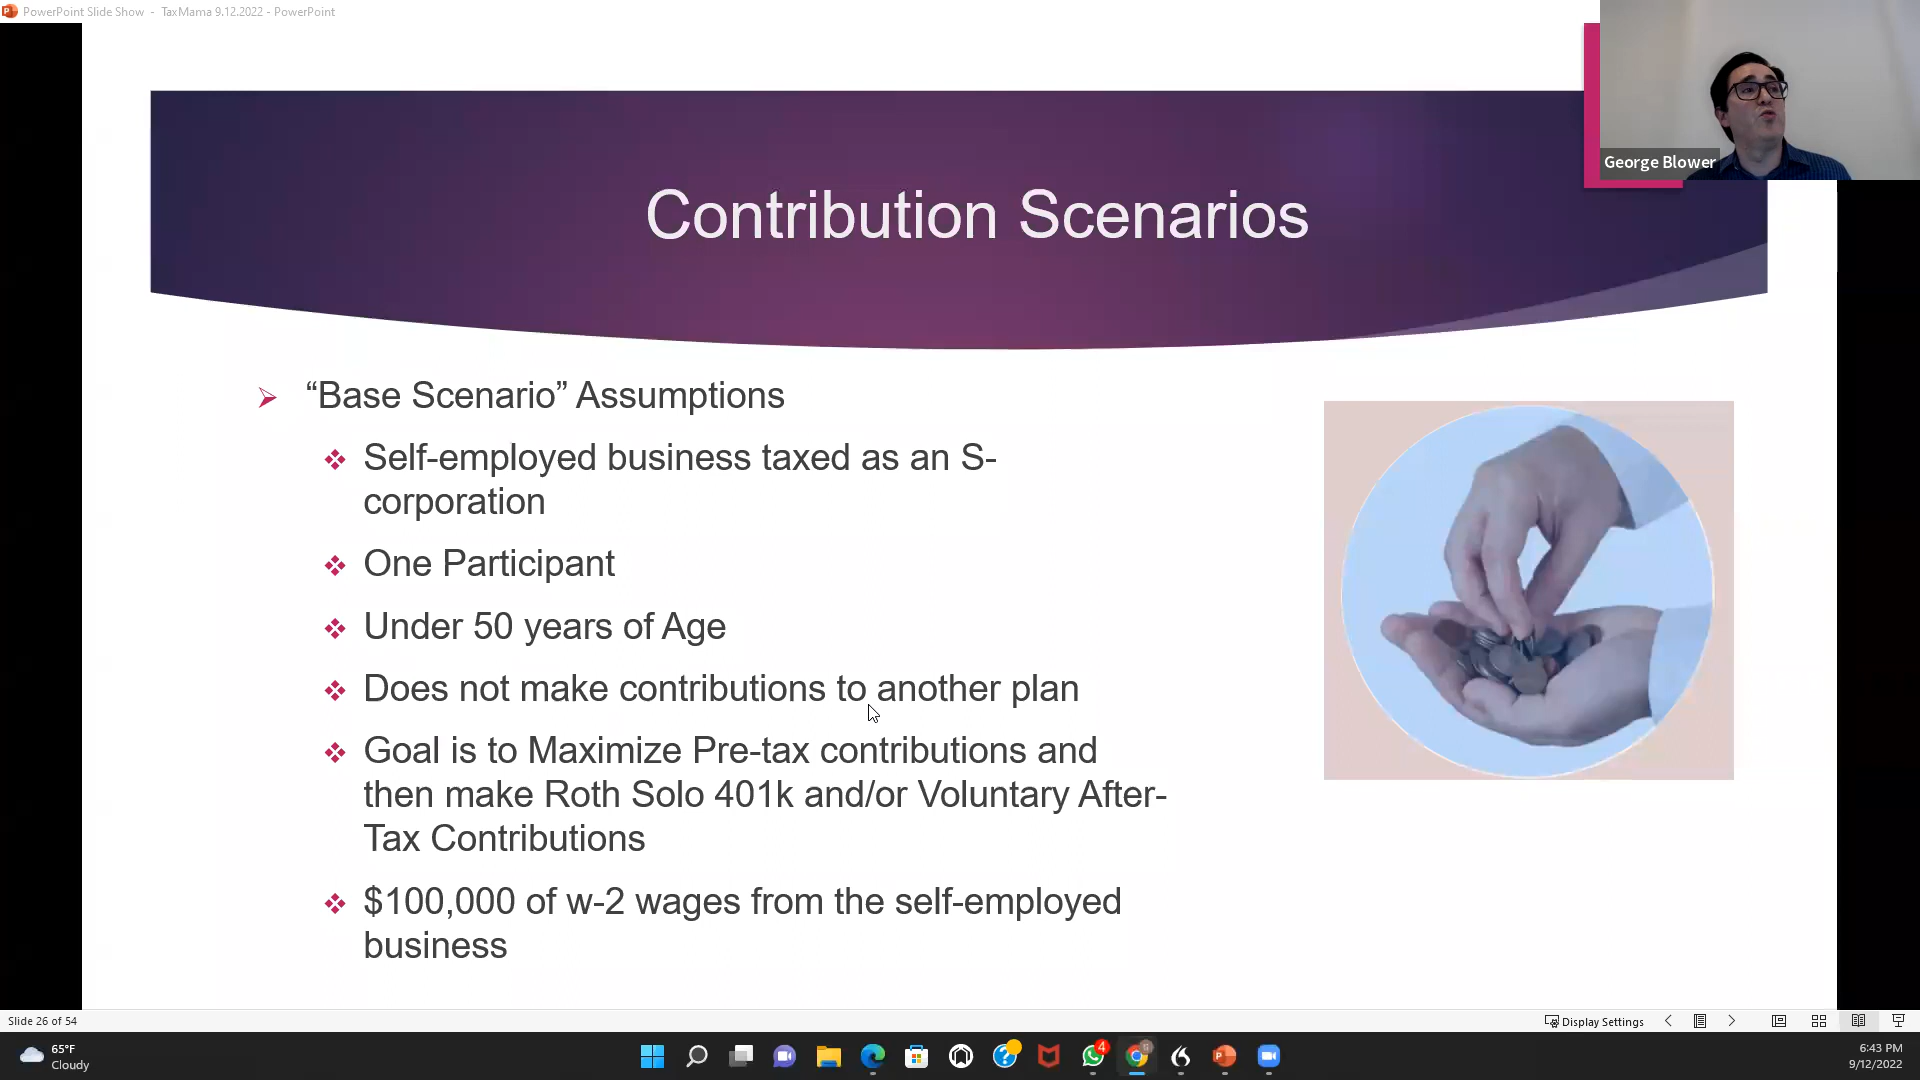 PowerPoint Slide Show - TaxMama 9.12.2022 - PowerPoint
George Blower
Contribution Scenarios
“Base Scenario” Assumptions
Self-employed business taxed as an S-
corporation
One Participant
Under 50 years of Age
Does not make contributions to another plan
Goal is to Maximize Pre-tax contributions and
then make Roth Solo 401k and/or Voluntary After-
Tax Contributions
$100,000 of w-2 wages from the self-employed
business
Slide 26 of 54
Display Settings
65°F
Cloudy
4
6:43 PM
9/12/2022